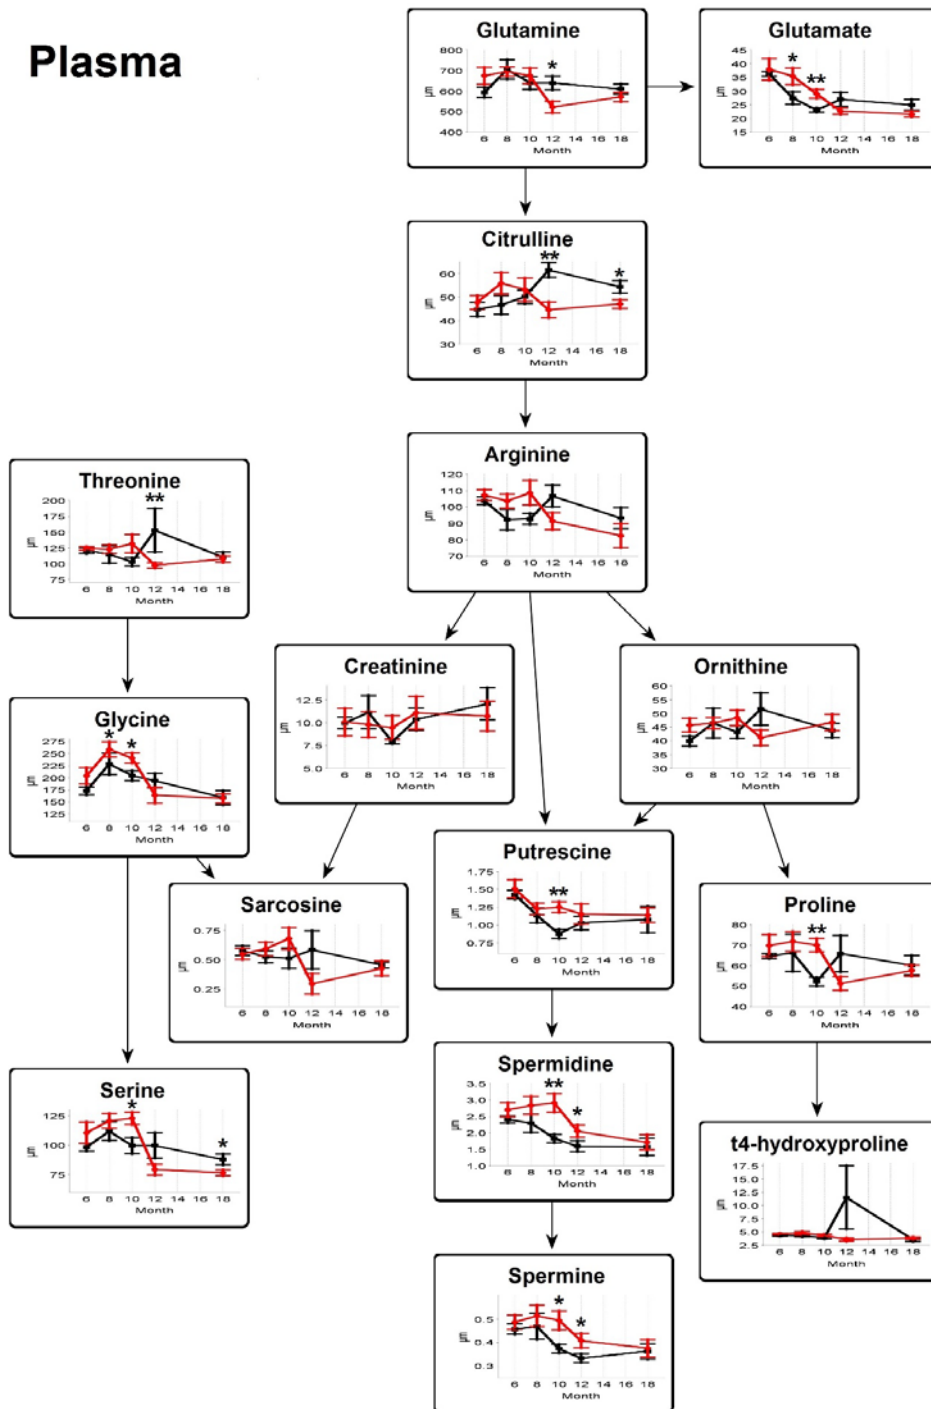 Plasma
Glutamine
800
700
600
500
400
µm
*
6 8 10 12 14 16 18
Month
Glutamate
45
40
35
30
25
20
15
µm
*
**
6 8 10 12 14 16 18
Month
Citrulline
60
50
40
30
µm
**
*
6 8 10 12 14 16 18
Month
Arginine
120
110
100
90
80
70
µm
6 8 10 12 14 16 18
Month
Threonine
200
175
150
125
100
75
µm
**
6 8 10 12 14 16 18
Month
Creatinine
12.5
10.0
7.5
5.0
µm
6 8 10 12 14 16 18
Month
Ornithine
60
55
50
45
40
35
30
µm
6 8 10 12 14 16 18
Month
Glycine
275
250
225
200
175
150
125
µm
*
*
6 8 10 12 14 16 18
Month
Putrescine
1.75
1.50
1.25
1.00
0.75
µm
**
6 8 10 12 14 16 18
Month
Sarcosine
0.75
0.50
0.25
µm
6 8 10 12 14 16 18
Month
Proline
80
70
60
50
40
µm
**
6 8 10 12 14 16 18
Month
Spermidine
3.5
3.0
2.5
2.0
1.5
1.0
µm
**
*
6 8 10 12 14 16 18
Month
Serine
125
100
75
µm
*
*
6 8 10 12 14 16 18
Month
t4-hydroxyproline
17.5
15.0
12.5
10.0
7.5
5.0
2.5
µm
6 8 10 12 14 16 18
Month
Spermine
0.5
0.4
0.3
µm
*
*
6 8 10 12 14 16 18
Month